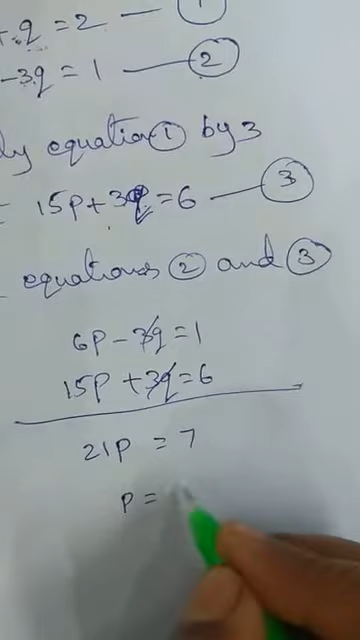 + q = 2 — ①
- 3q = 1 — ②
ly equation ① by 3
= 15p + 3q = 6 — ③
equations ② and ③
6p - 3q = 1
15p + 3q = 6
21p = 7
p =